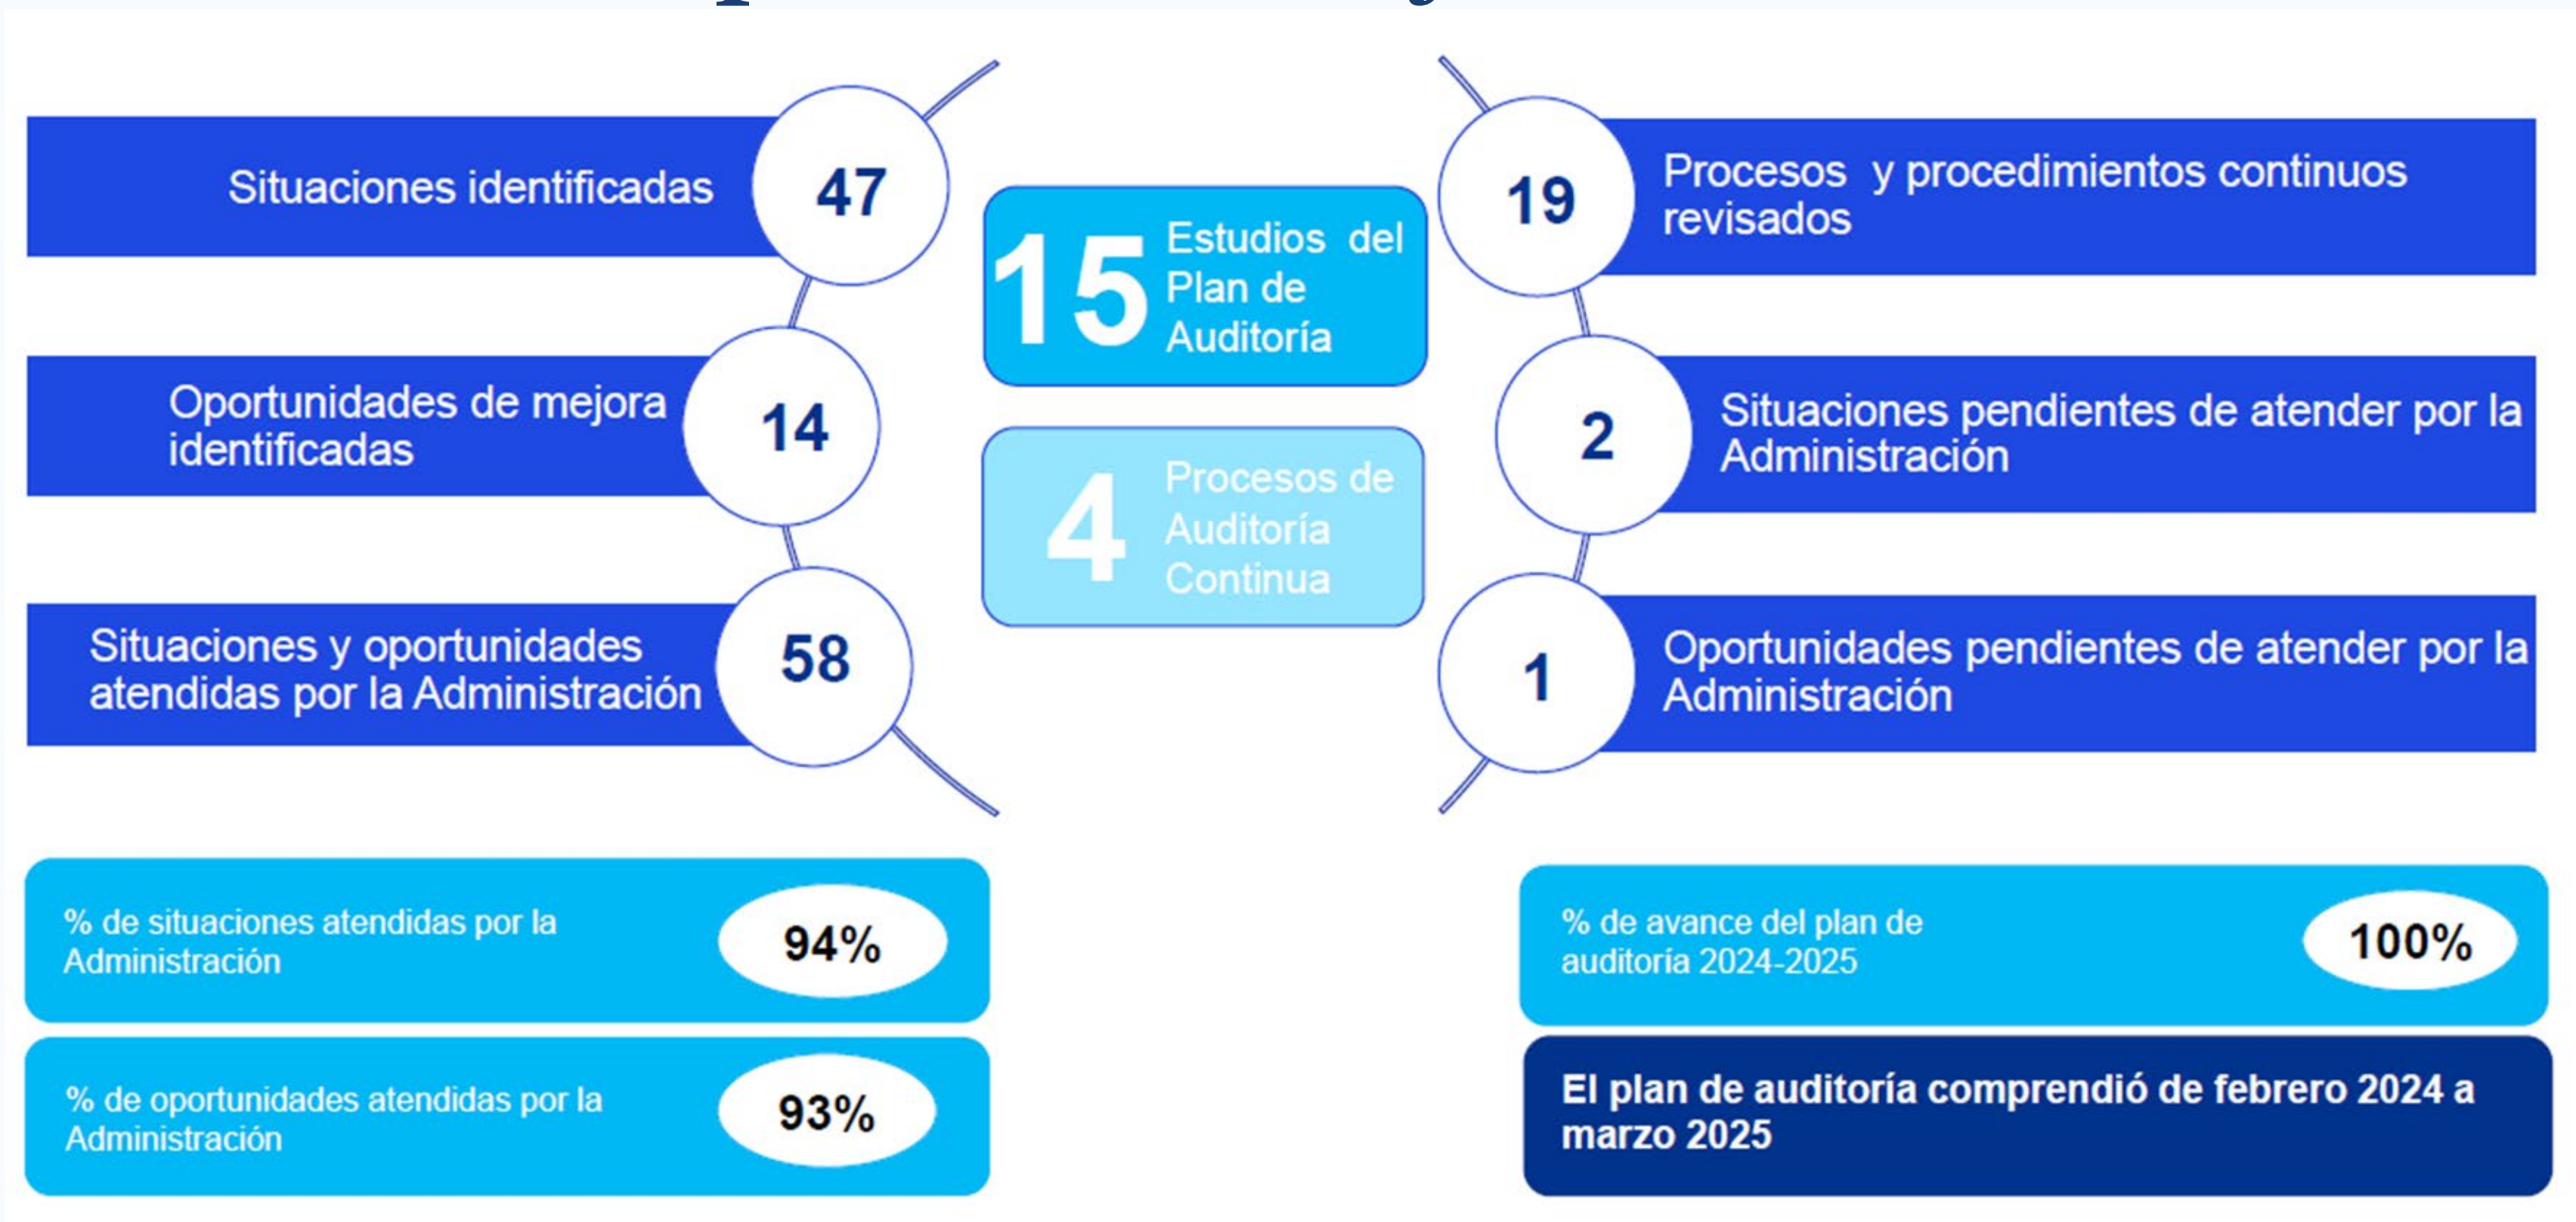 Situaciones identificadas
47
Oportunidades de mejora
identificadas
14
Situaciones y oportunidades
atendidas por la Administración
58
15
Estudios del
Plan de
Auditoría
4
Procesos de
Auditoría
Continua
19
Procesos y procedimientos continuos
revisados
2
Situaciones pendientes de atender por la
Administración
1
Oportunidades pendientes de atender por la
Administración
% de situaciones atendidas por la
Administración
94%
% de oportunidades atendidas por la
Administración
93%
% de avance del plan de
auditoría 2024-2025
100%
El plan de auditoría comprendió de febrero 2024 a
marzo 2025